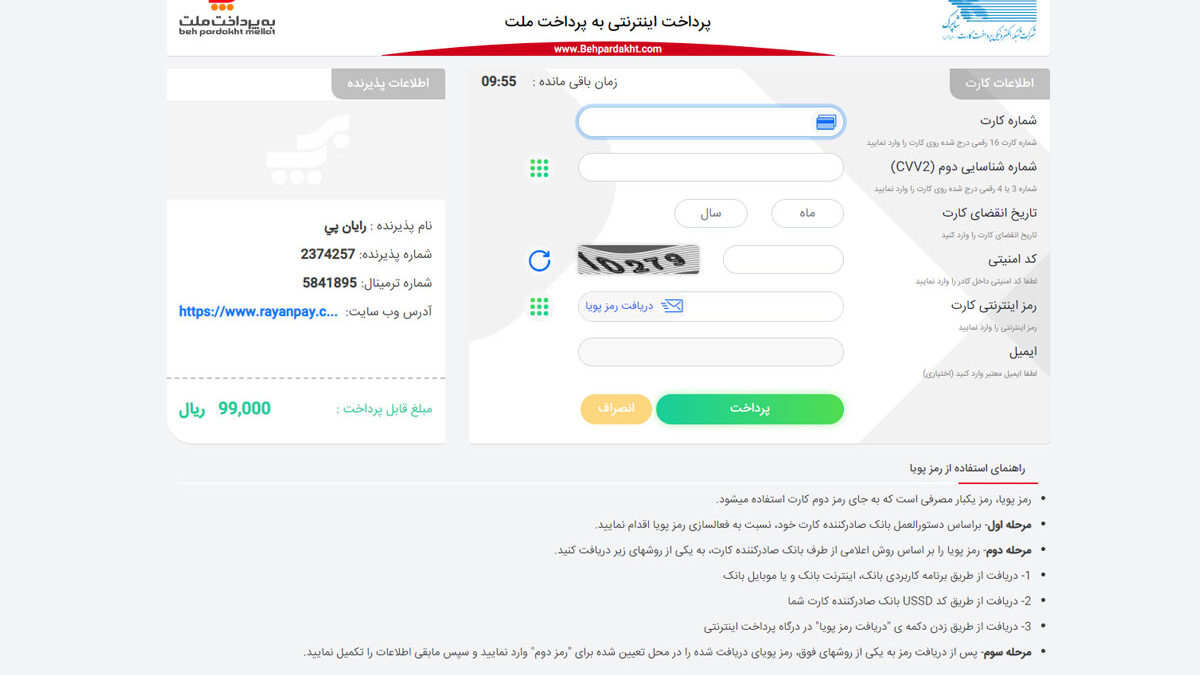 به پرداخت ملت
beh pardakht mellat
پرداخت اینترنتی به پرداخت ملت
www.Behpardakht.com
شاپرک
شرکت شبکه الکترونیکی پرداخت کارت
اطلاعات کارت
زمان باقی مانده : 09:55
شماره کارت
شماره کارت 16 رقمی درج شده روی کارت را وارد نمایید
شماره شناسایی دوم (CVV2)
شماره 3 یا 4 رقمی درج شده روی کارت را وارد نمایید
تاریخ انقضای کارت
ماه
سال
تاریخ انقضای کارت را وارد کنید
کد امنیتی
10279
لطفا کد امنیتی داخل کادر را وارد نمایید
رمز اینترنتی کارت
دریافت رمز پویا
رمز اینترنتی را وارد نمایید
ایمیل
لطفا ایمیل معتبر وارد کنید (اختیاری)
پرداخت
انصراف
اطلاعات پذیرنده
نام پذیرنده : رایان پي
شماره پذیرنده: 2374257
شماره ترمینال: 5841895
آدرس وب سایت: https://www.rayanpay.c...
مبلغ قابل پرداخت : 99,000 ریال
راهنمای استفاده از رمز پویا
• رمز پویا، رمز یکبار مصرفی است که به جای رمز دوم کارت استفاده میشود.
• مرحله اول- براساس دستورالعمل بانک صادرکننده کارت خود، نسبت به فعالسازی رمز پویا اقدام نمایید.
• مرحله دوم- رمز پویا را بر اساس روش اعلامی از طرف بانک صادرکننده کارت، به یکی از روشهای زیر دریافت کنید.
• 1- دریافت از طریق برنامه کاربردی بانک، اینترنت بانک و یا موبایل بانک
• 2- دریافت از طریق کد USSD بانک صادرکننده کارت شما
• 3- دریافت از طریق زدن دکمه ی "دریافت رمز پویا" در درگاه پرداخت اینترنتی
• مرحله سوم- پس از دریافت رمز به یکی از روشهای فوق، رمز پویای دریافت شده را در محل تعیین شده برای "رمز دوم" وارد نمایید و سپس مابقی اطلاعات را تکمیل نمایید.